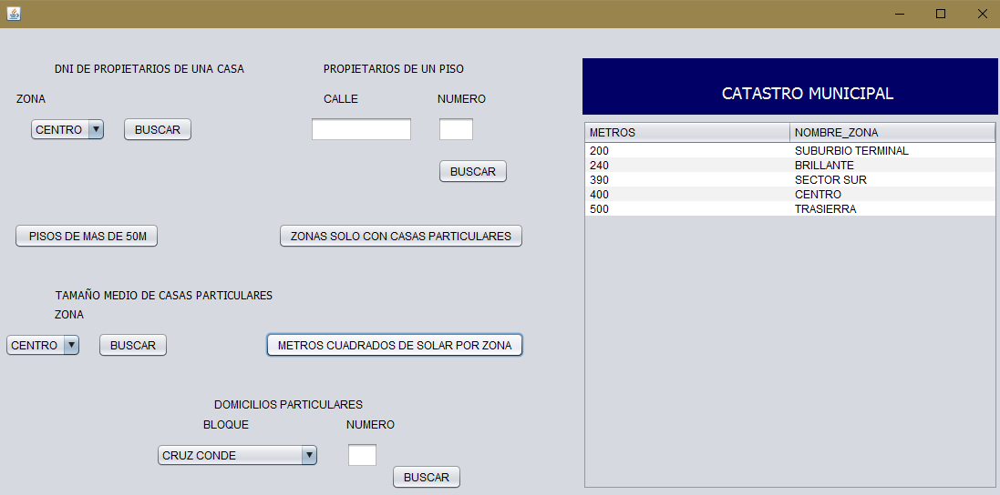 DNI DE PROPIETARIOS DE UNA CASA
ZONA
CENTRO BUSCAR
PROPIETARIOS DE UN PISO
CALLE NUMERO
BUSCAR
PISOS DE MAS DE 50M
ZONAS SOLO CON CASAS PARTICULARES
TAMAÑO MEDIO DE CASAS PARTICULARES
ZONA
CENTRO BUSCAR
METROS CUADRADOS DE SOLAR POR ZONA
DOMICILIOS PARTICULARES
BLOQUE NUMERO
CRUZ CONDE
BUSCAR
CATASTRO MUNICIPAL
METROS NOMBRE_ZONA
200 SUBURBIO TERMINAL
240 BRILLANTE
390 SECTOR SUR
400 CENTRO
500 TRASIERRA